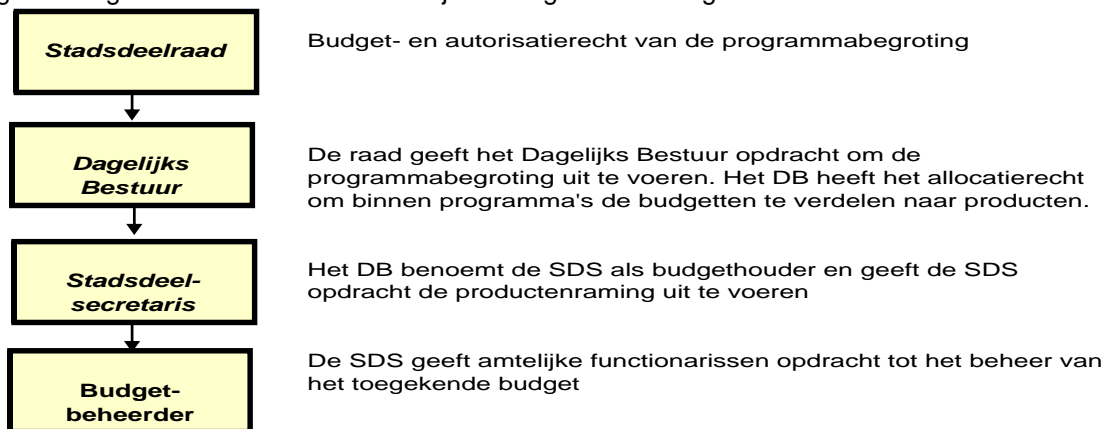 Stadsdeelraad
Budget- en autorisatierecht van de programmabegroting
Dagelijks
Bestuur
De raad geeft het Dagelijks Bestuur opdracht om de
programmabegroting uit te voeren. Het DB heeft het allocatierecht
om binnen programma's de budgetten te verdelen naar producten.
Stadsdeel-
secretaris
Het DB benoemt de SDS als budgethouder en geeft de SDS
opdracht de productenraming uit te voeren
Budget-
beheerder
De SDS geeft amtelijke functionarissen opdracht tot het beheer van
het toegekende budget